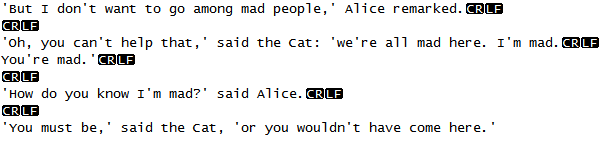 'But I don't want to go among mad people,' Alice remarked.CRLF
CRLF
'Oh, you can't help that,' said the Cat: 'we're all mad here. I'm mad.CRLF
You're mad.'CRLF
CRLF
'How do you know I'm mad?' said Alice.CRLF
CRLF
'You must be,' said the Cat, 'or you wouldn't have come here.'